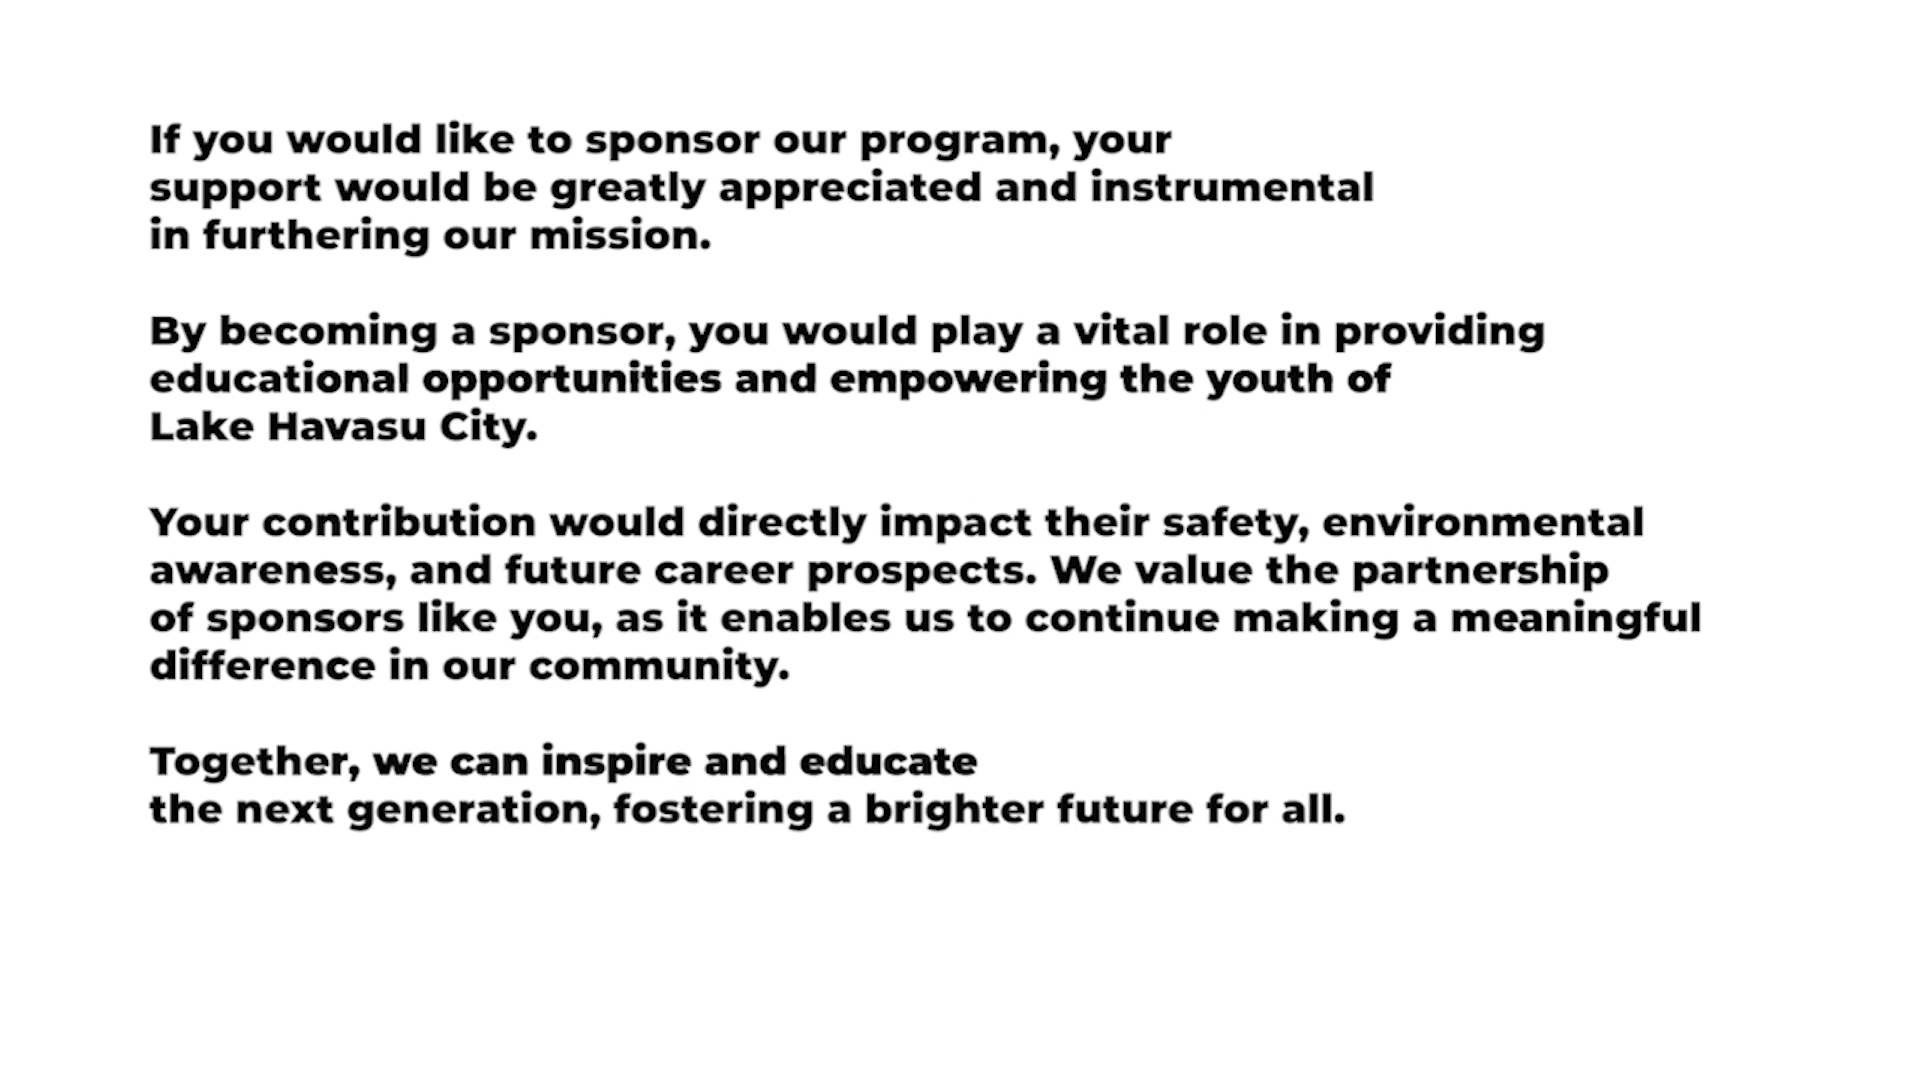 If you would like to sponsor our program, your
support would be greatly appreciated and instrumental
in furthering our mission.
By becoming a sponsor, you would play a vital role in providing
educational opportunities and empowering the youth of
Lake Havasu City.
Your contribution would directly impact their safety, environmental
awareness, and future career prospects. We value the partnership
of sponsors like you, as it enables us to continue making a meaningful
difference in our community.
Together, we can inspire and educate
the next generation, fostering a brighter future for all.